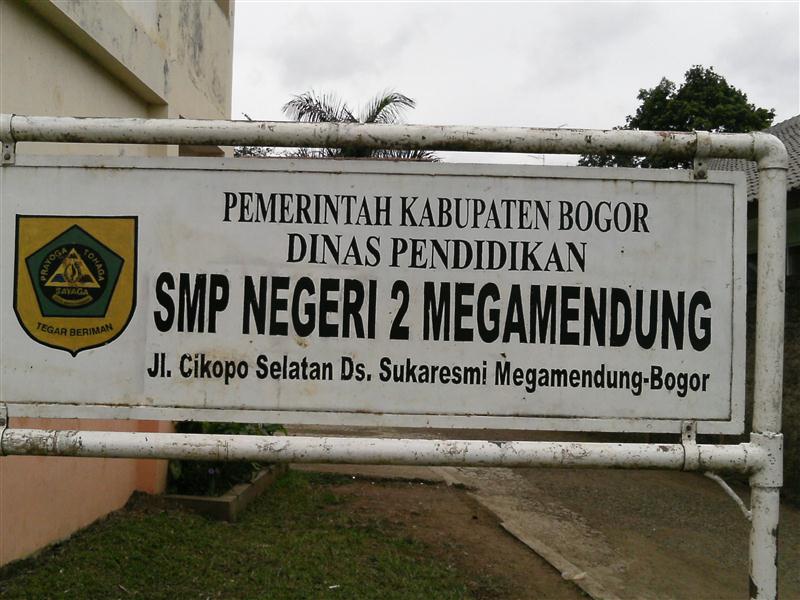 PEMERINTAH KABUPATEN BOGOR
DINAS PENDIDIKAN
SMP NEGERI 2 MEGAMENDUNG
Jl. Cikopo Selatan Ds. Sukaresmi Megamendung-Bogor
PRAYOGA TOHAGA
SAYAGA
TEGAR BERIMAN